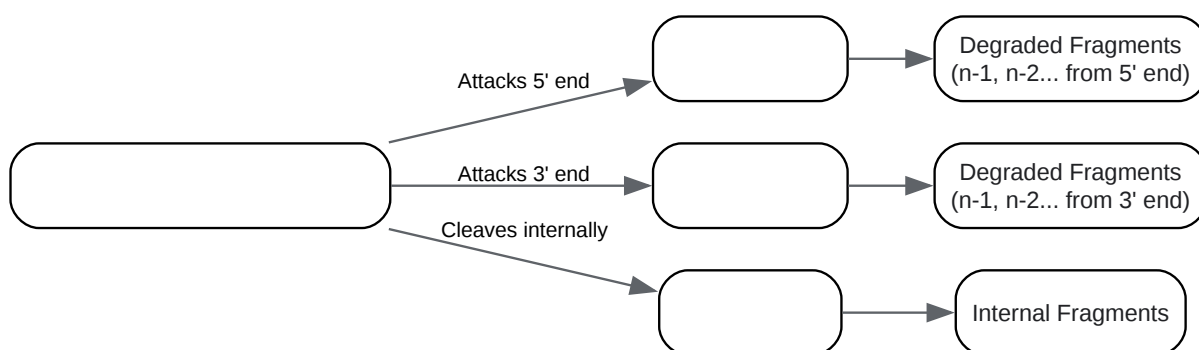 Attacks 5' end
Degraded Fragments
(n-1, n-2... from 5' end)
Attacks 3' end
Degraded Fragments
(n-1, n-2... from 3' end)
Cleaves internally
Internal Fragments